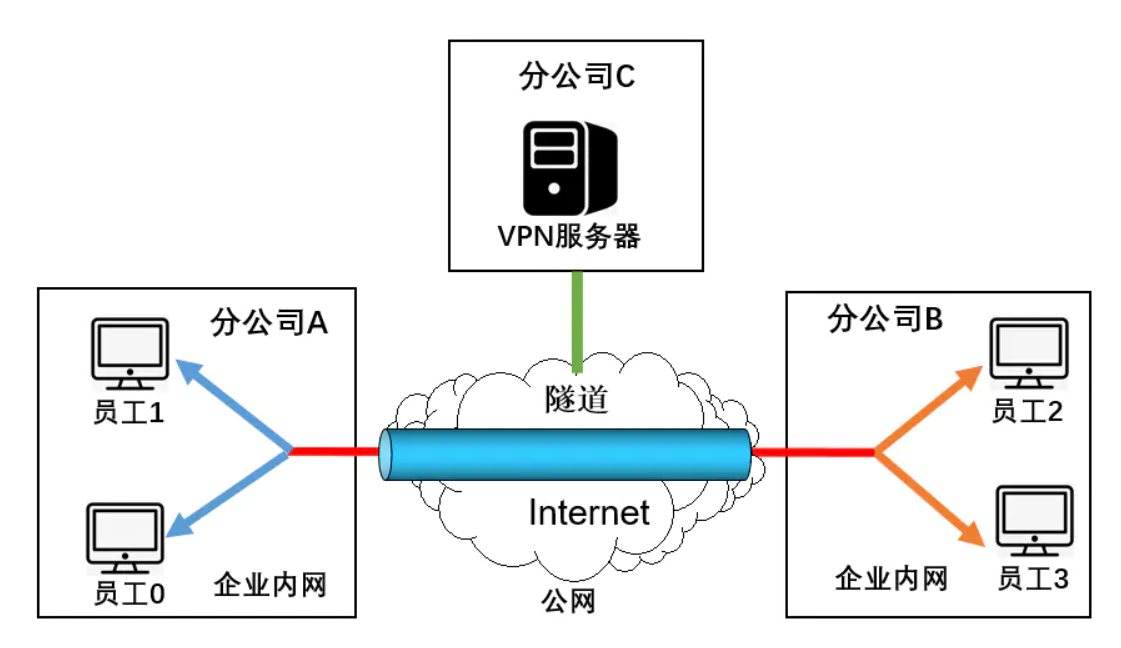 分公司C
VPN服务器
分公司A
员工1
员工0
企业内网
隧道
Internet
公网
分公司B
员工2
员工3
企业内网